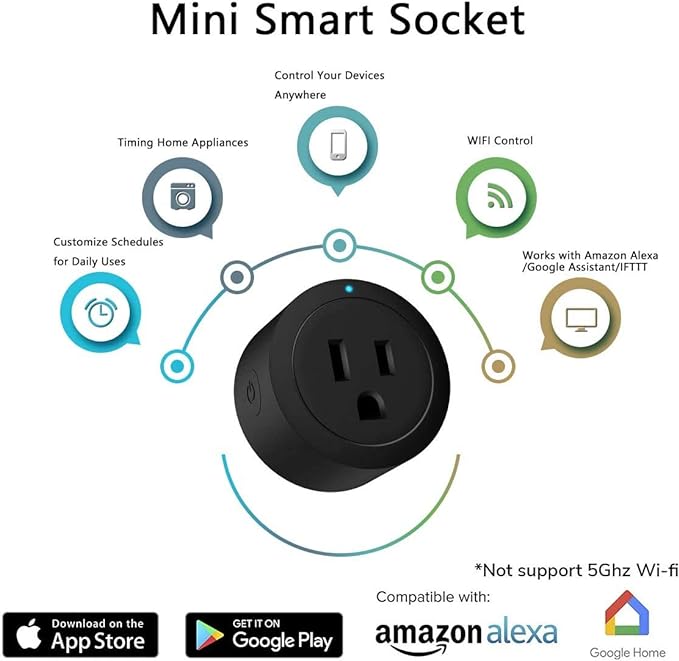 Mini Smart Socket
Control Your Devices
Anywhere
Timing Home Appliances
WIFI Control
Customize Schedules
for Daily Uses
Works with Amazon Alexa
/Google Assistant/IFTTT
*Not support 5Ghz Wi-fi
Download on the
App Store
GET IT ON
Google Play
Compatible with:
amazon alexa
Google Home